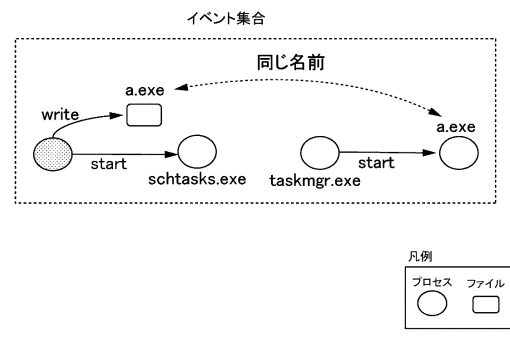 イベント集合
同じ名前
a.exe
write
a.exe
start
start
schtasks.exe
taskmgr.exe
凡例
プロセス ファイル